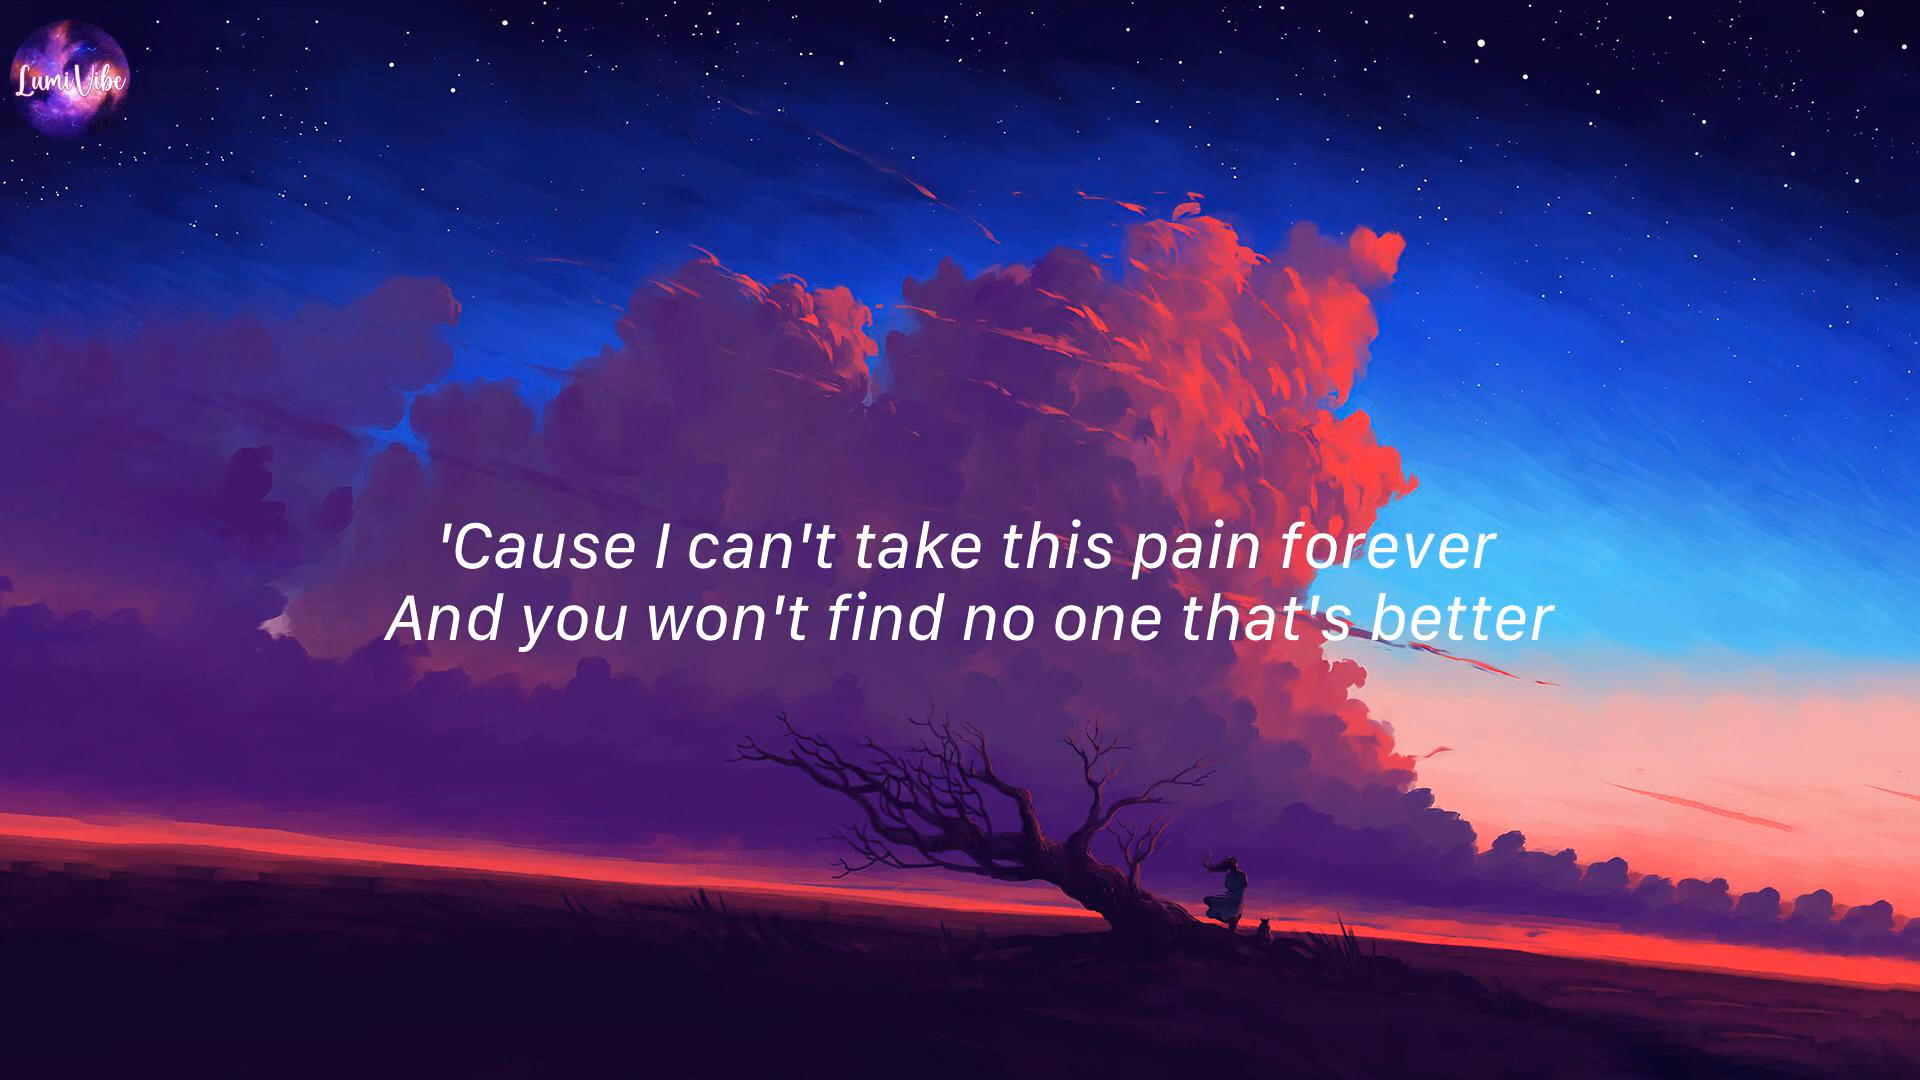 LumiVibe
'Cause I can't take this pain forever
And you won't find no one that's better